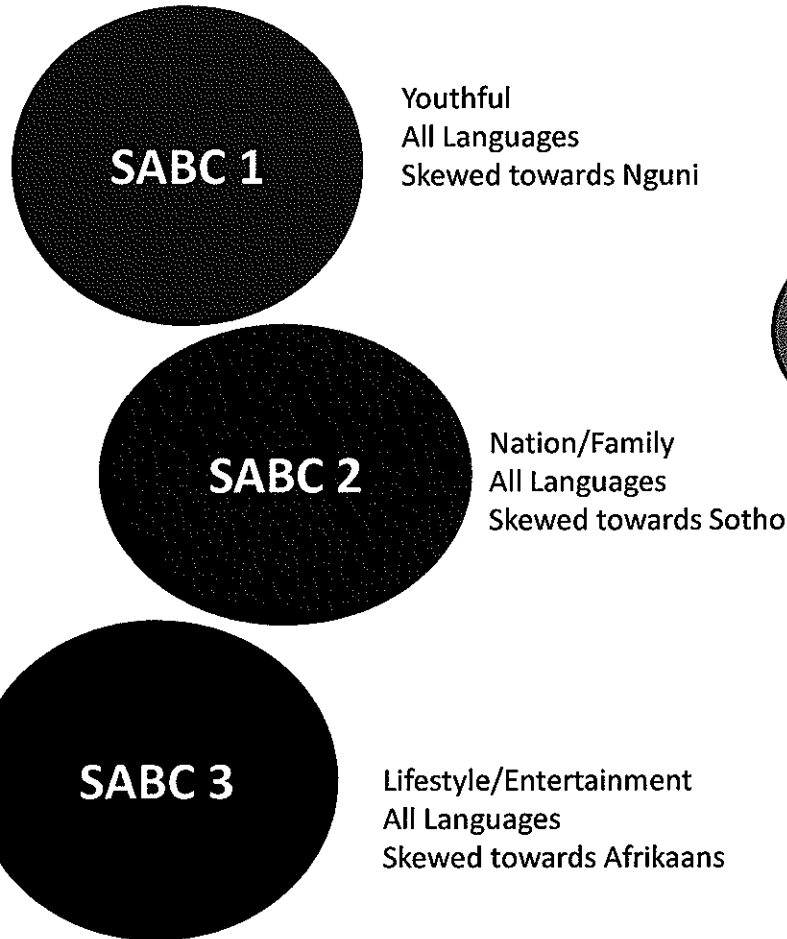 SABC 1
Youthful
All Languages
Skewed towards Nguni
SABC 2
Nation/Family
All Languages
Skewed towards Sotho
SABC 3
Lifestyle/Entertainment
All Languages
Skewed towards Afrikaans